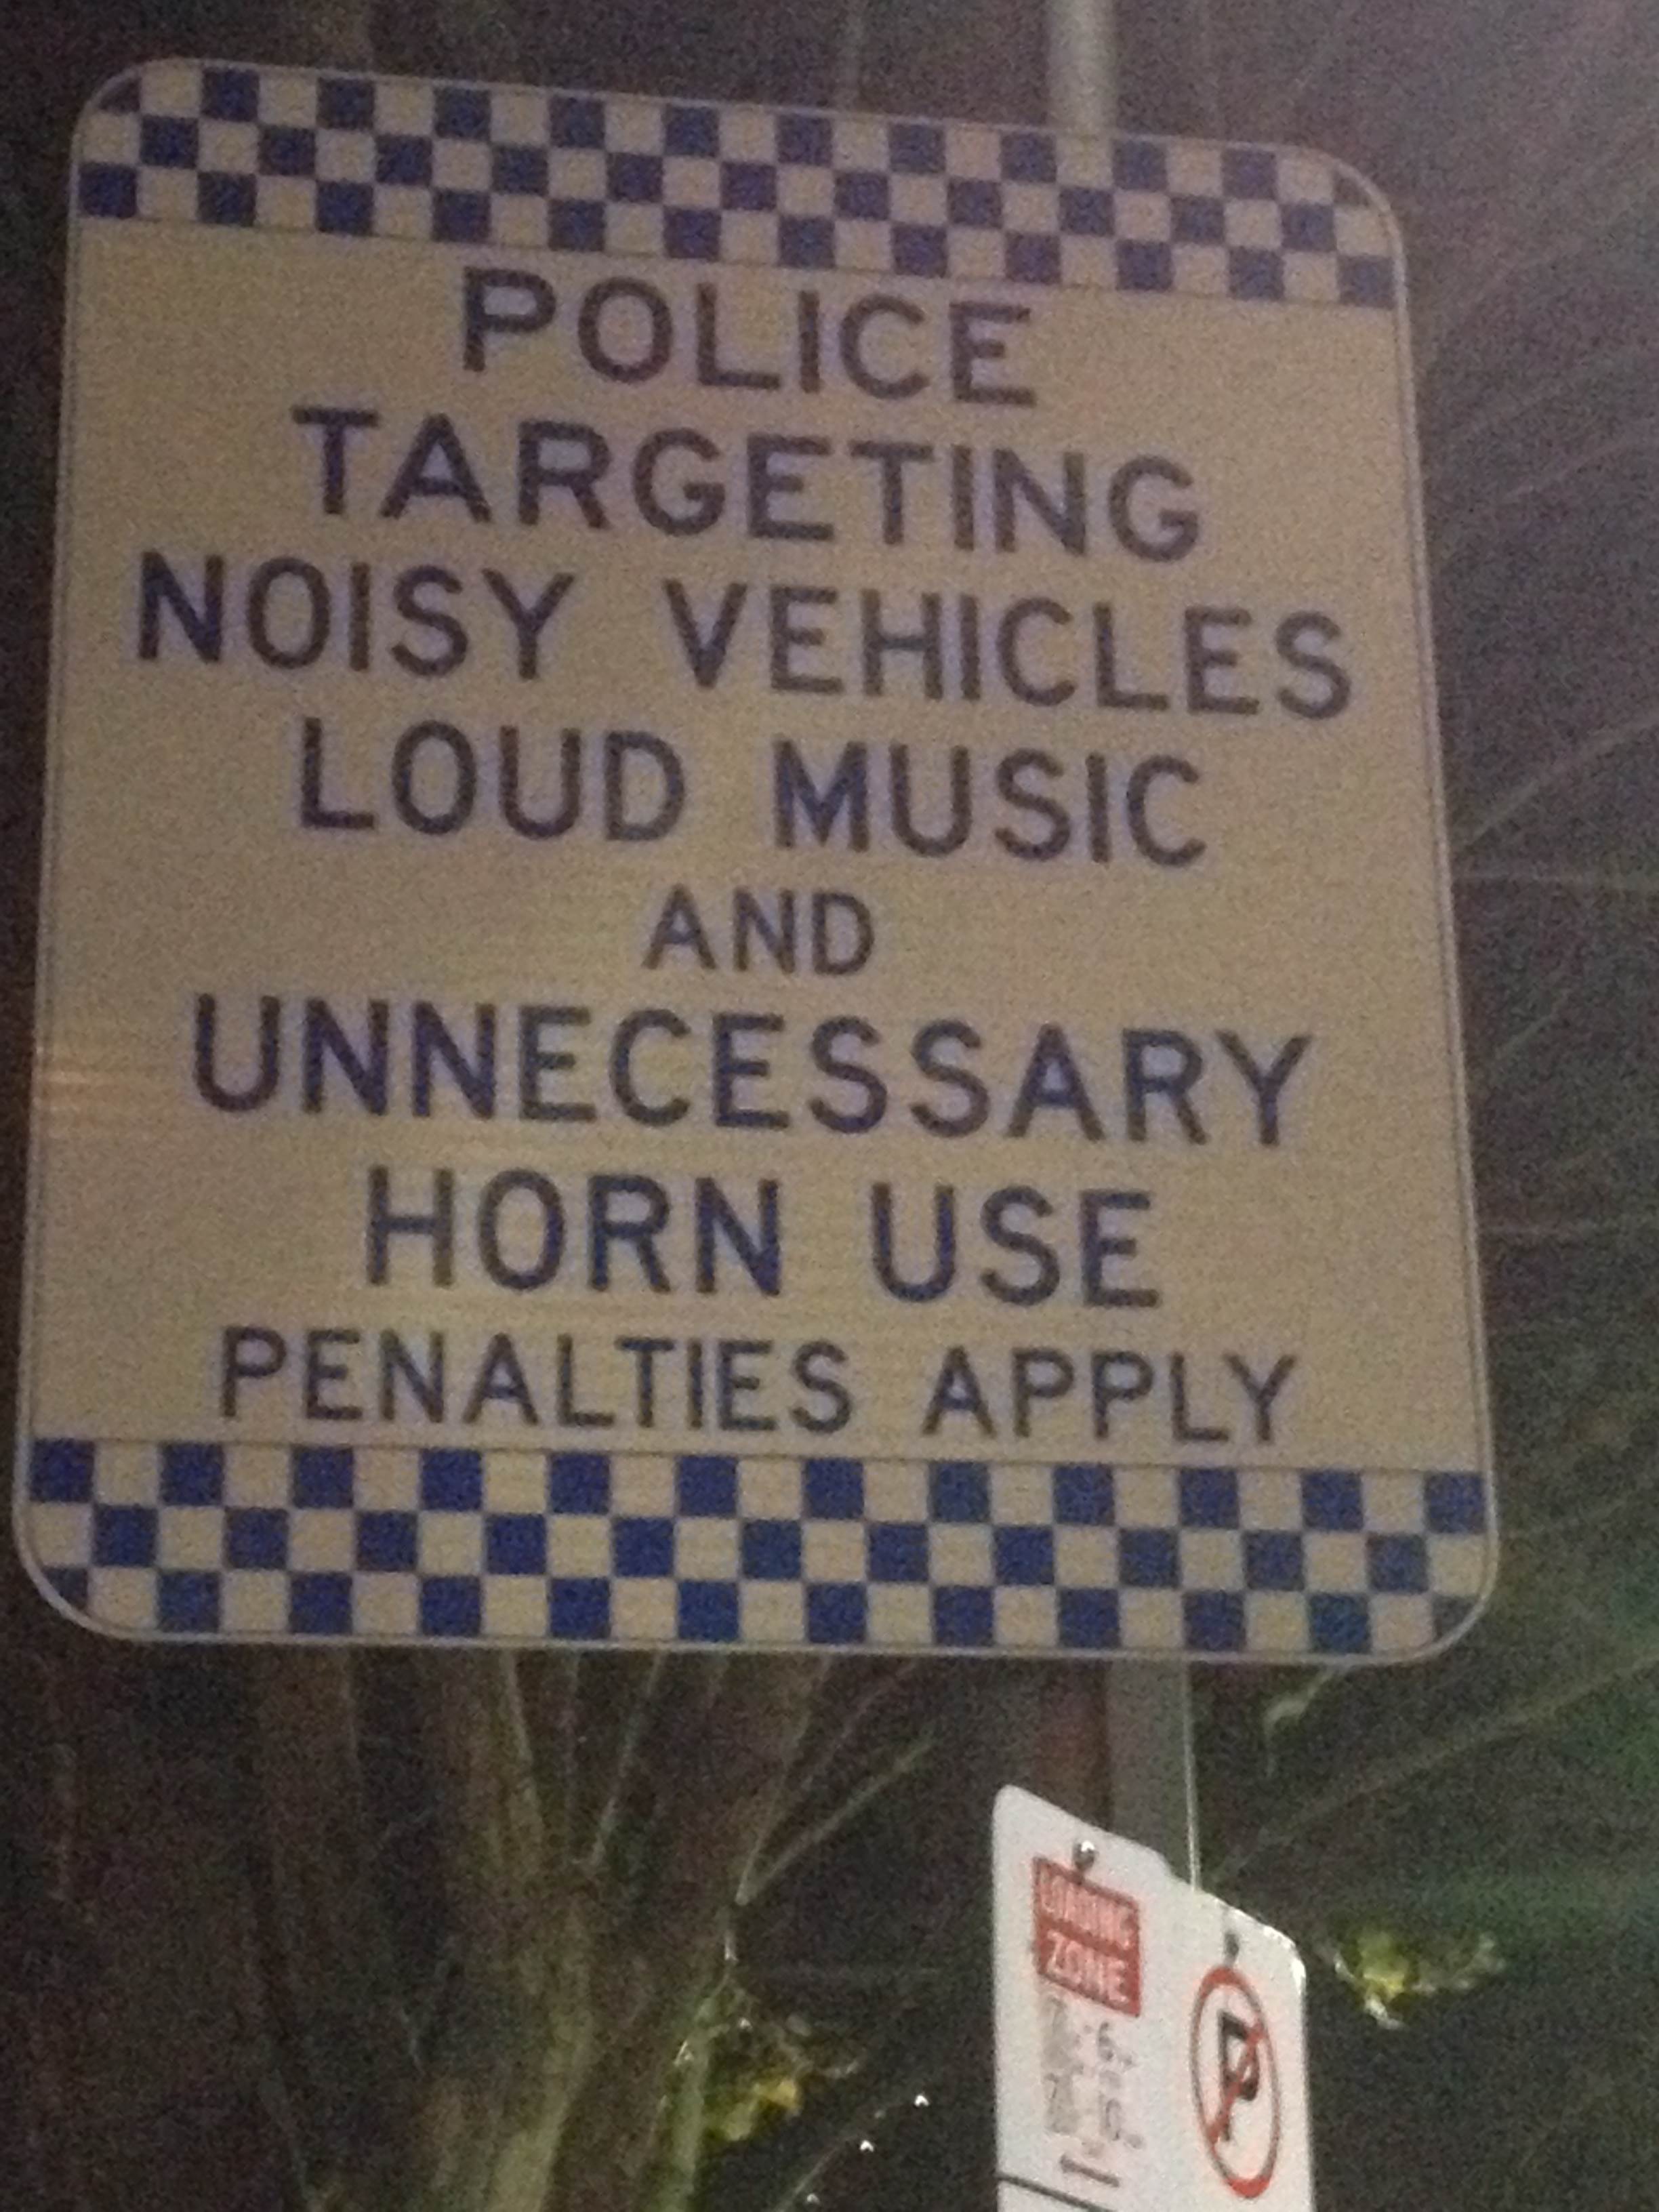 POLICE
TARGETING
NOISY VEHICLES
LOUD MUSIC
AND
UNNECESSARY
HORN USE
PENALTIES APPLY
LOADING
ZONE
P